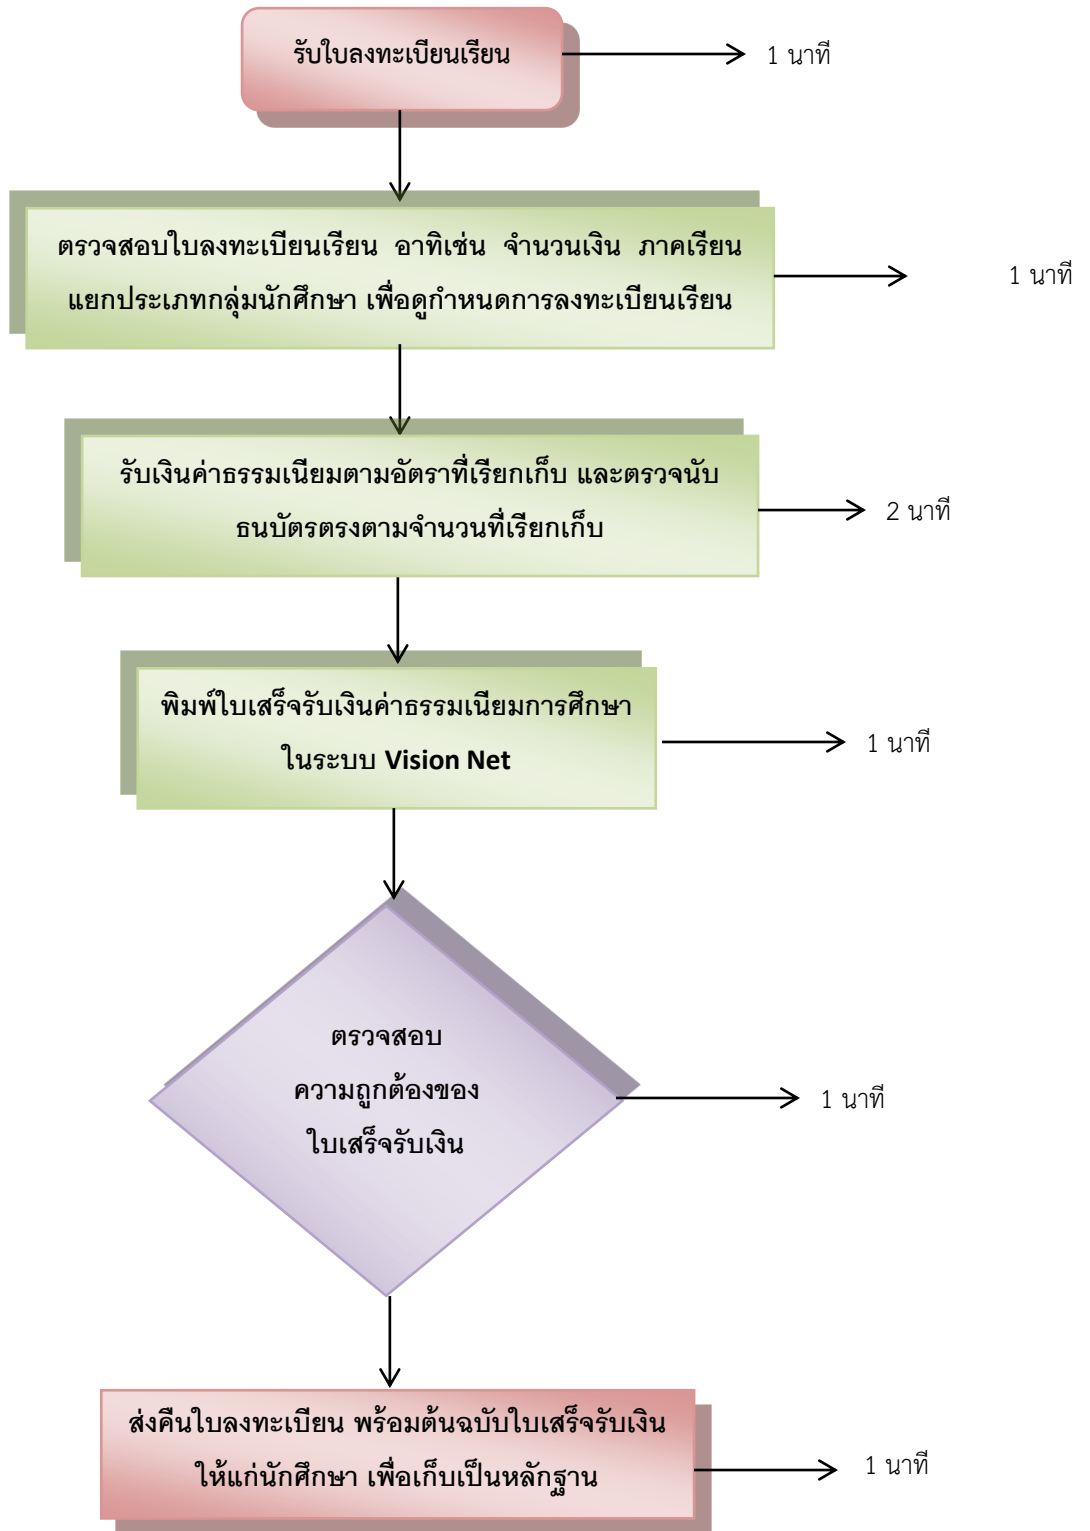 รับใบลงทะเบียนเรียน
1 นาที
ตรวจสอบใบลงทะเบียนเรียน อาทิเช่น จำนวนเงิน ภาคเรียน
แยกประเภทกลุ่มนักศึกษา เพื่อดูกำหนดการลงทะเบียนเรียน
1 นาที
รับเงินค่าธรรมเนียมตามอัตราที่เรียกเก็บ และตรวจนับ
ธนบัตรตรงตามจำนวนที่เรียกเก็บ
2 นาที
พิมพ์ใบเสร็จรับเงินค่าธรรมเนียมการศึกษา
ในระบบ Vision Net
1 นาที
ตรวจสอบ
ความถูกต้องของ
ใบเสร็จรับเงิน
1 นาที
ส่งคืนใบลงทะเบียน พร้อมต้นฉบับใบเสร็จรับเงิน
ให้แก่นักศึกษา เพื่อเก็บเป็นหลักฐาน
1 นาที